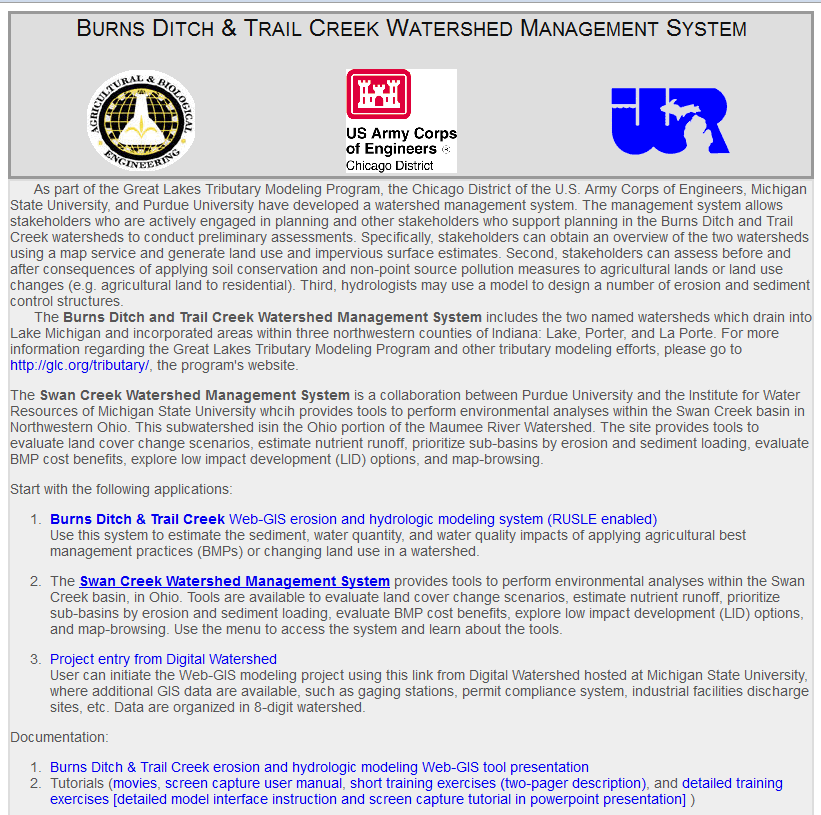 BURNS DITCH & TRAIL CREEK WATERSHED MANAGEMENT SYSTEM
AGRICULTURAL & BIOLOGICAL
ENGINEERING
US Army Corps
of Engineers ®
Chicago District
As part of the Great Lakes Tributary Modeling Program, the Chicago District of the U.S. Army Corps of Engineers, Michigan
State University, and Purdue University have developed a watershed management system. The management system allows
stakeholders who are actively engaged in planning and other stakeholders who support planning in the Burns Ditch and Trail
Creek watersheds to conduct preliminary assessments. Specifically, stakeholders can obtain an overview of the two watersheds
using a map service and generate land use and impervious surface estimates. Second, stakeholders can assess before and
after consequences of applying soil conservation and non-point source pollution measures to agricultural lands or land use
changes (e.g. agricultural land to residential). Third, hydrologists may use a model to design a number of erosion and sediment
control structures.
The Burns Ditch and Trail Creek Watershed Management System includes the two named watersheds which drain into
Lake Michigan and incorporated areas within three northwestern counties of Indiana: Lake, Porter, and La Porte. For more
information regarding the Great Lakes Tributary Modeling Program and other tributary modeling efforts, please go to
http://glc.org/tributary/, the program's website.
The Swan Creek Watershed Management System is a collaboration between Purdue University and the Institute for Water
Resources of Michigan State University whcih provides tools to perform environmental analyses within the Swan Creek basin in
Northwestern Ohio. This subwatershed isin the Ohio portion of the Maumee River Watershed. The site provides tools to
evaluate land cover change scenarios, estimate nutrient runoff, prioritize sub-basins by erosion and sediment loading, evaluate
BMP cost benefits, explore low impact development (LID) options, and map-browsing.
Start with the following applications:
1. Burns Ditch & Trail Creek Web-GIS erosion and hydrologic modeling system (RUSLE enabled)
Use this system to estimate the sediment, water quantity, and water quality impacts of applying agricultural best
management practices (BMPs) or changing land use in a watershed.
2. The Swan Creek Watershed Management System provides tools to perform environmental analyses within the Swan
Creek basin, in Ohio. Tools are available to evaluate land cover change scenarios, estimate nutrient runoff, prioritize
sub-basins by erosion and sediment loading, evaluate BMP cost benefits, explore low impact development (LID) options,
and map-browsing. Use the menu to access the system and learn about the tools.
3. Project entry from Digital Watershed
User can initiate the Web-GIS modeling project using this link from Digital Watershed hosted at Michigan State University,
where additional GIS data are available, such as gaging stations, permit compliance system, industrial facilities discharge
sites, etc. Data are organized in 8-digit watershed.
Documentation:
1. Burns Ditch & Trail Creek erosion and hydrologic modeling Web-GIS tool presentation
2. Tutorials (movies, screen capture user manual, short training exercises (two-pager description), and detailed training
exercises [detailed model interface instruction and screen capture tutorial in powerpoint presentation] )